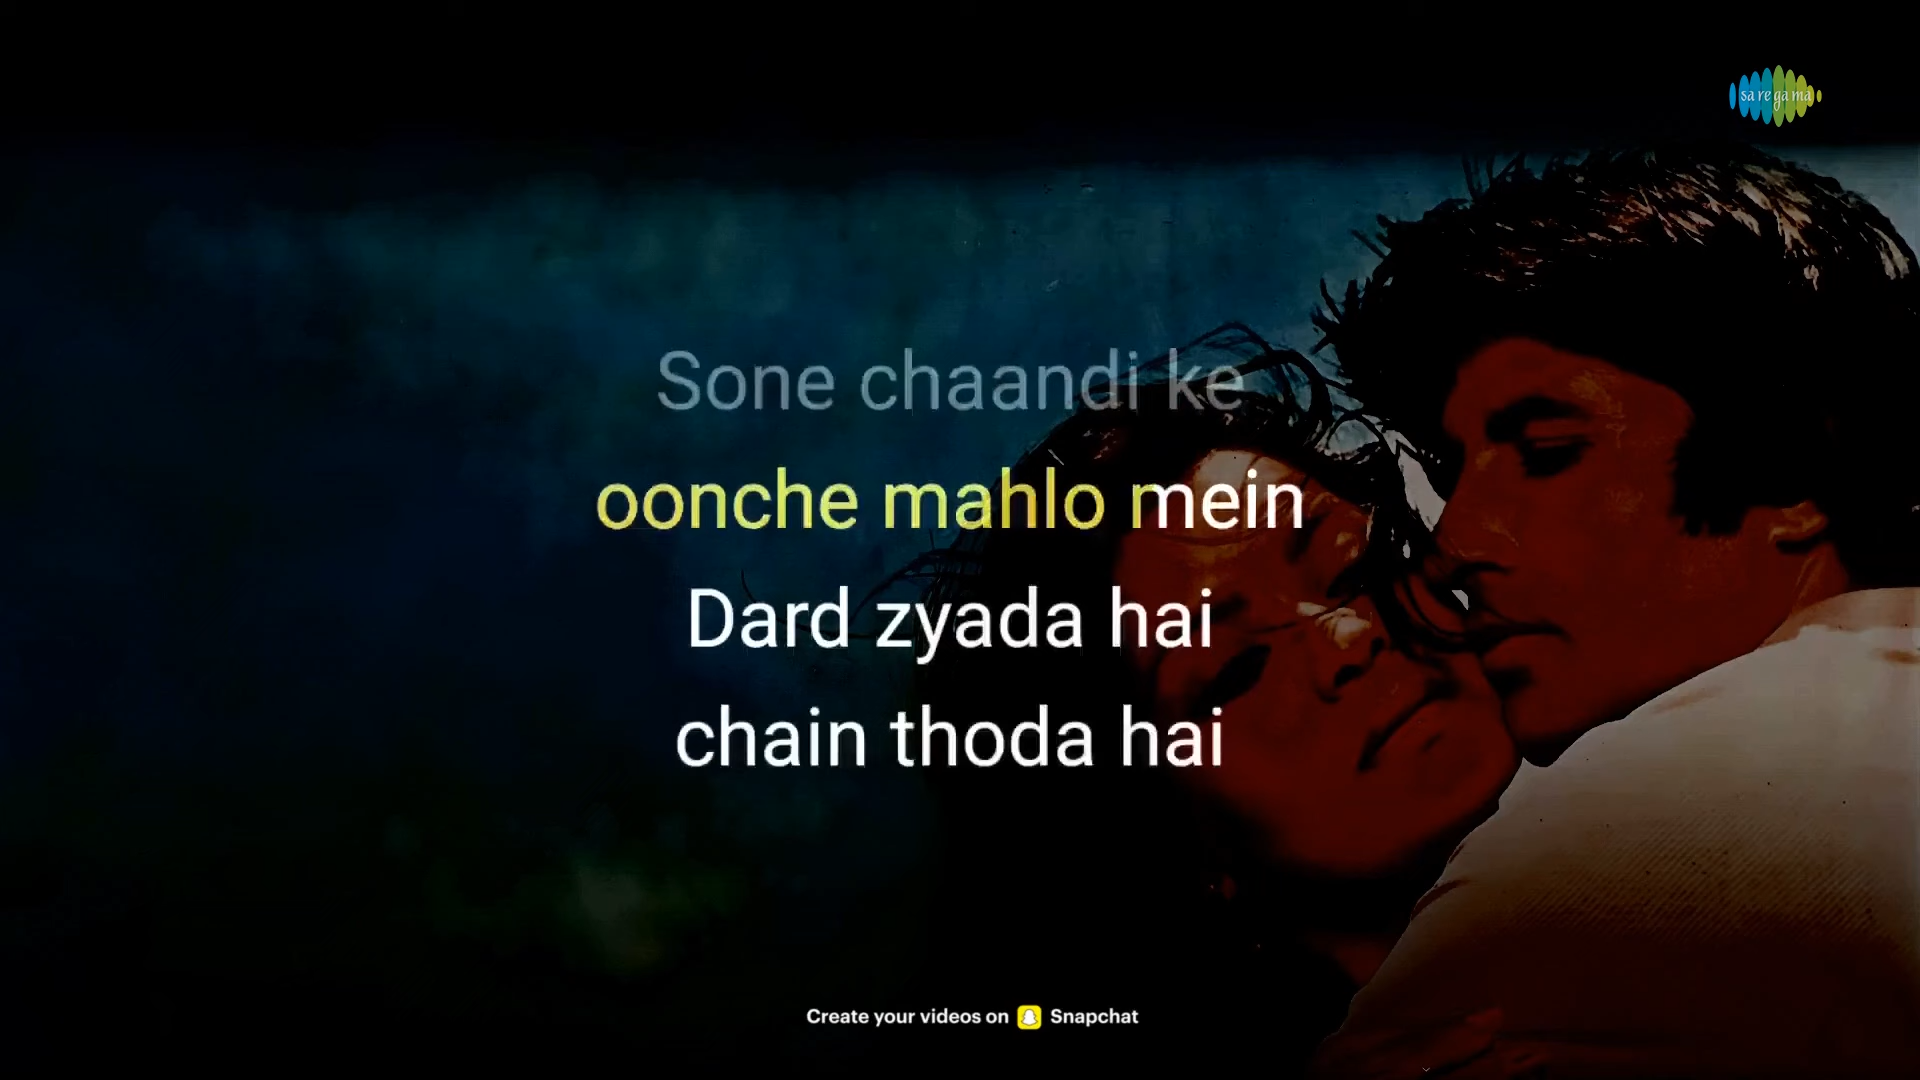 sa re ga ma
Sone chaandi ke
oonche mahlo mein
Dard zyada hai
chain thoda hai
Create your videos on Snapchat